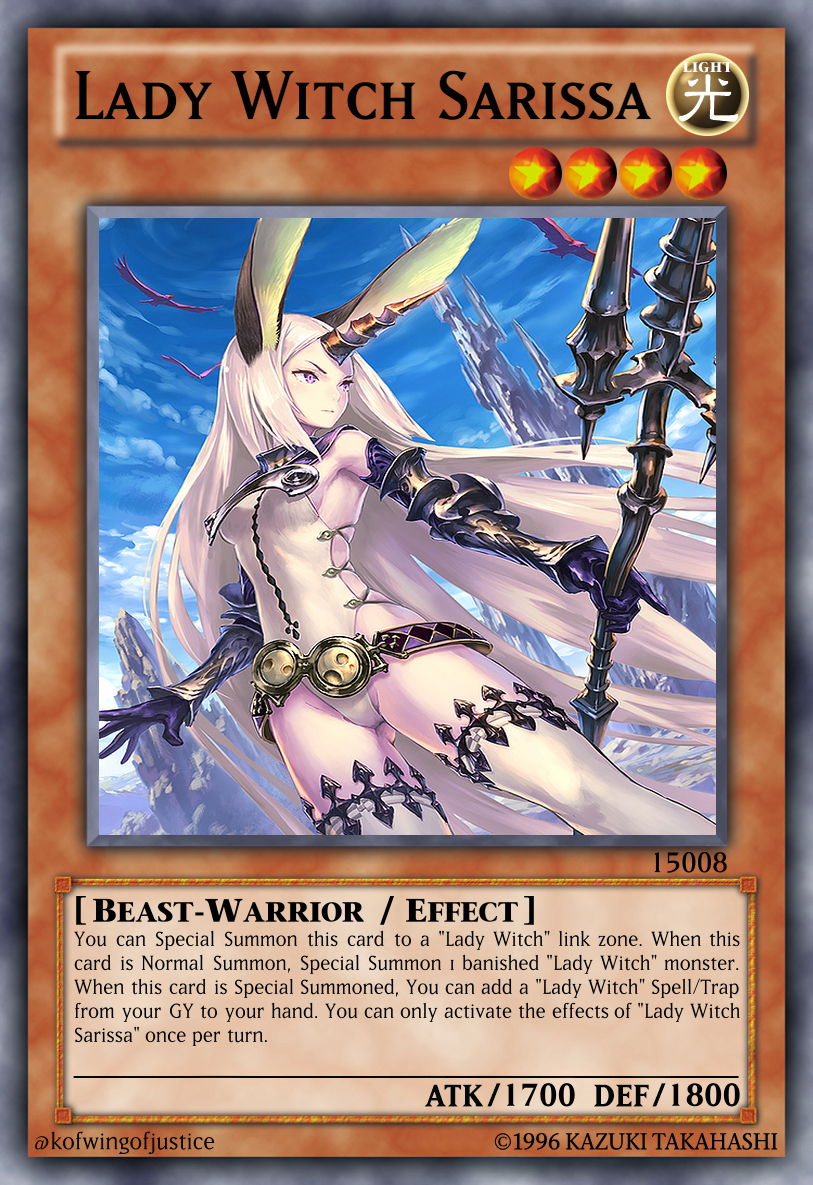 Lady Witch Sarissa
LIGHT
光
15008
[ Beast-Warrior / Effect ]
You can Special Summon this card to a "Lady Witch" link zone. When this
card is Normal Summon, Special Summon 1 banished "Lady Witch" monster.
When this card is Special Summoned, You can add a "Lady Witch" Spell/Trap
from your GY to your hand. You can only activate the effects of "Lady Witch
Sarissa" once per turn.
ATK/1700 DEF/1800
@kofwingofjustice
©1996 KAZUKI TAKAHASHI